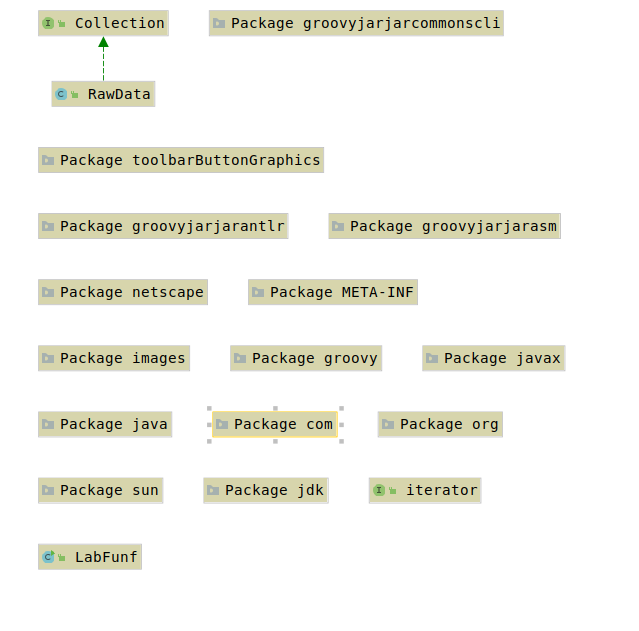 Collection Package groovyjarjarcommonscli
RawData
Package toolbarButtonGraphics
Package groovyjarjarantlr Package groovyjarjarasm
Package netscape Package META-INF
Package images Package groovy Package javax
Package java Package com Package org
Package sun Package jdk iterator
LabFunf